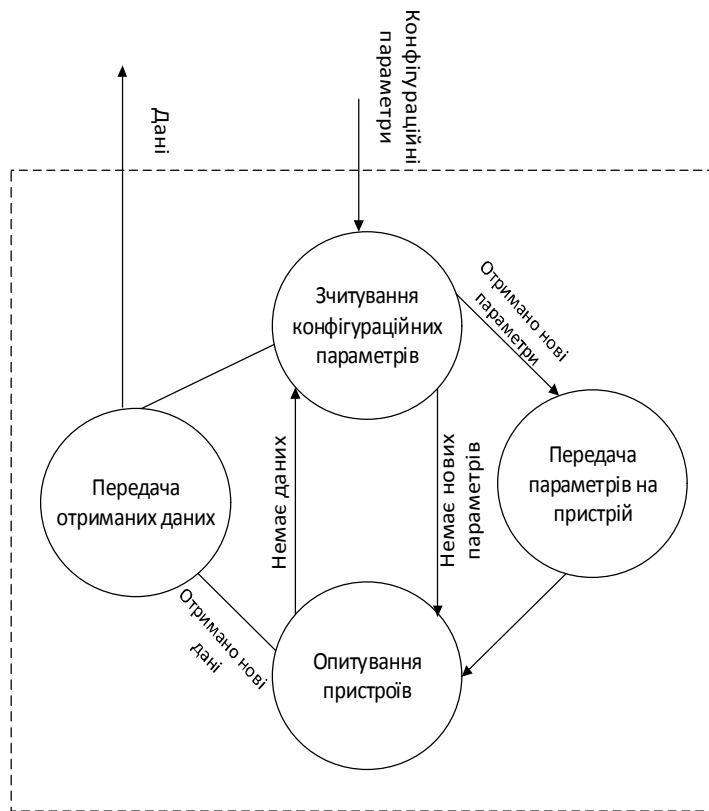 Дані
Конфігураційні
параметри
Зчитування
конфігураційних
параметрів
Отримано нові
параметри
Передача
отриманих даних
Немає даних
Немає нових
параметрів
Передача
параметрів на
пристрій
Отримано нові
дані
Опитування
пристроїв